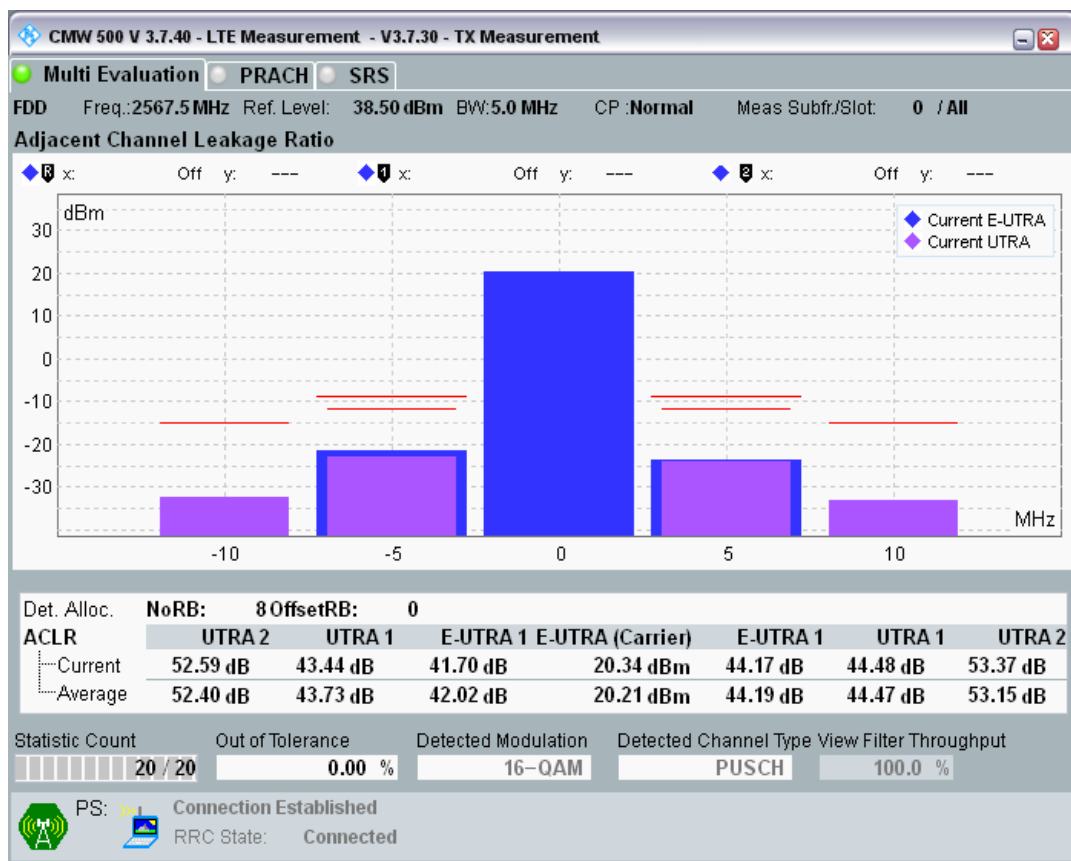 CMW 500 V 3.7.40 - LTE Measurement - V3.7.30 - TX Measurement
Multi Evaluation PRACH SRS
FDD Freq.:2567.5 MHz Ref. Level: 38.50 dBm BW:5.0 MHz CP :Normal Meas Subfr./Slot: 0 / All
Adjacent Channel Leakage Ratio
R x: Off y: --- 1 x: Off y: --- 2 x: Off y: ---
dBm
Current E-UTRA
Current UTRA
30
20
10
0
-10
-20
-30
MHz
-10 -5 0 5 10
Det. Alloc. NoRB: 8 OffsetRB: 0
ACLR UTRA 2 UTRA 1 E-UTRA 1 E-UTRA (Carrier) E-UTRA 1 UTRA 1 UTRA 2
Current 52.59 dB 43.44 dB 41.70 dB 20.34 dBm 44.17 dB 44.48 dB 53.37 dB
Average 52.40 dB 43.73 dB 42.02 dB 20.21 dBm 44.19 dB 44.47 dB 53.15 dB
Statistic Count Out of Tolerance Detected Modulation Detected Channel Type View Filter Throughput
20 / 20 0.00 % 16-QAM PUSCH 100.0 %
PS: Connection Established
RRC State: Connected